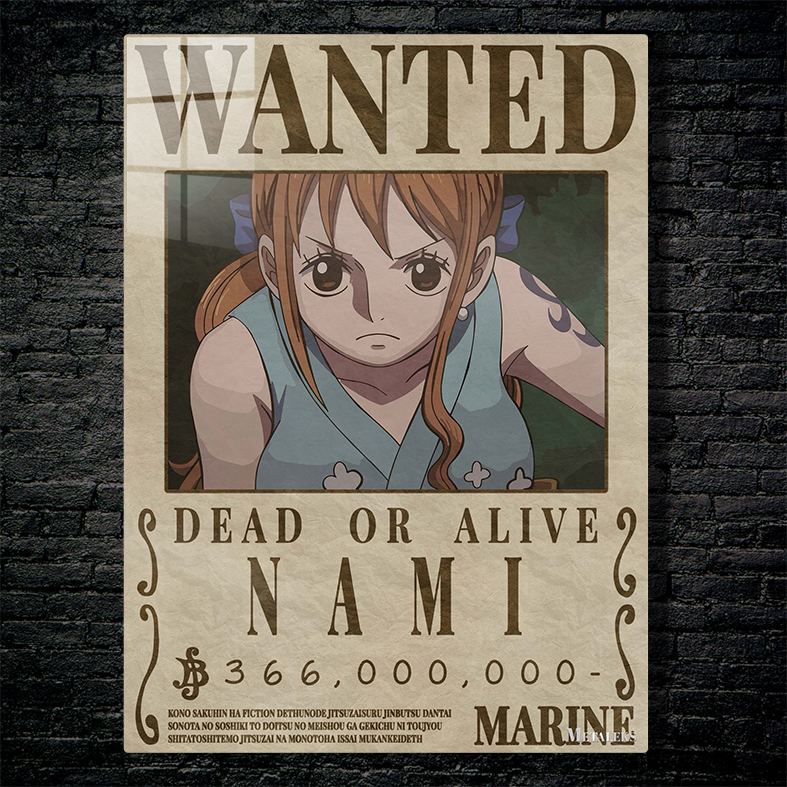 WANTED
DEAD OR ALIVE
NAMI
฿366,000,000-
KONO SAKUHIN HA FICTION DETHUNODE JITSUZAISURU JINBUTSU DANTAI
SONOTA NO SOSHIKI TO DOITSU NO MEISHOU GA GEKICHU NI TOUJYOU
SHITATOSHITEMO JITSUZAI NA MONOTOHA ISSAI MUKANKEIDETH
MARINE
METALEKS